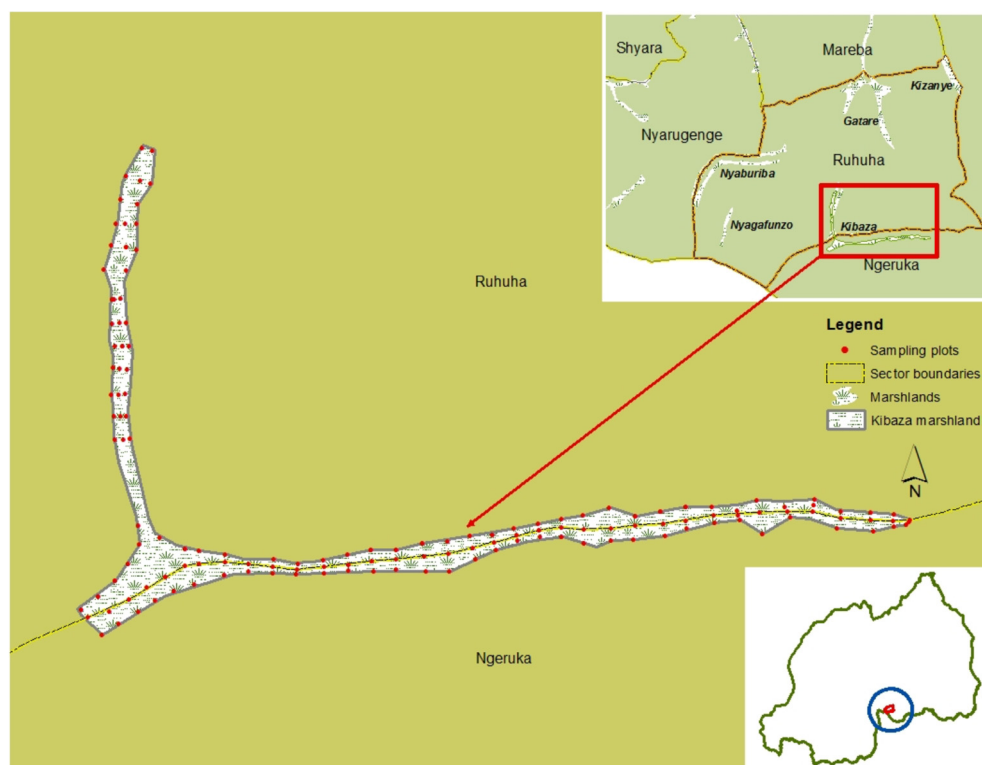 Shyara
Mareba
Kizanye
Gatare
Nyarugenge
Ruhuha
Nyaburiba
Nyagafunzo
Kibaza
Ngeruka
Ruhuha
Legend
Sampling plots
Sector boundaries
Marshlands
Kibaza marshland
N
Ngeruka